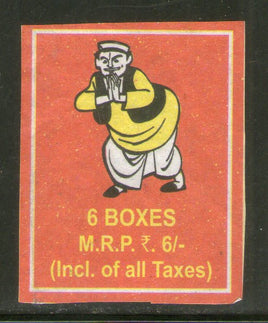 6 BOXES
M.R.P. ₹. 6/-
(Incl. of all Taxes)